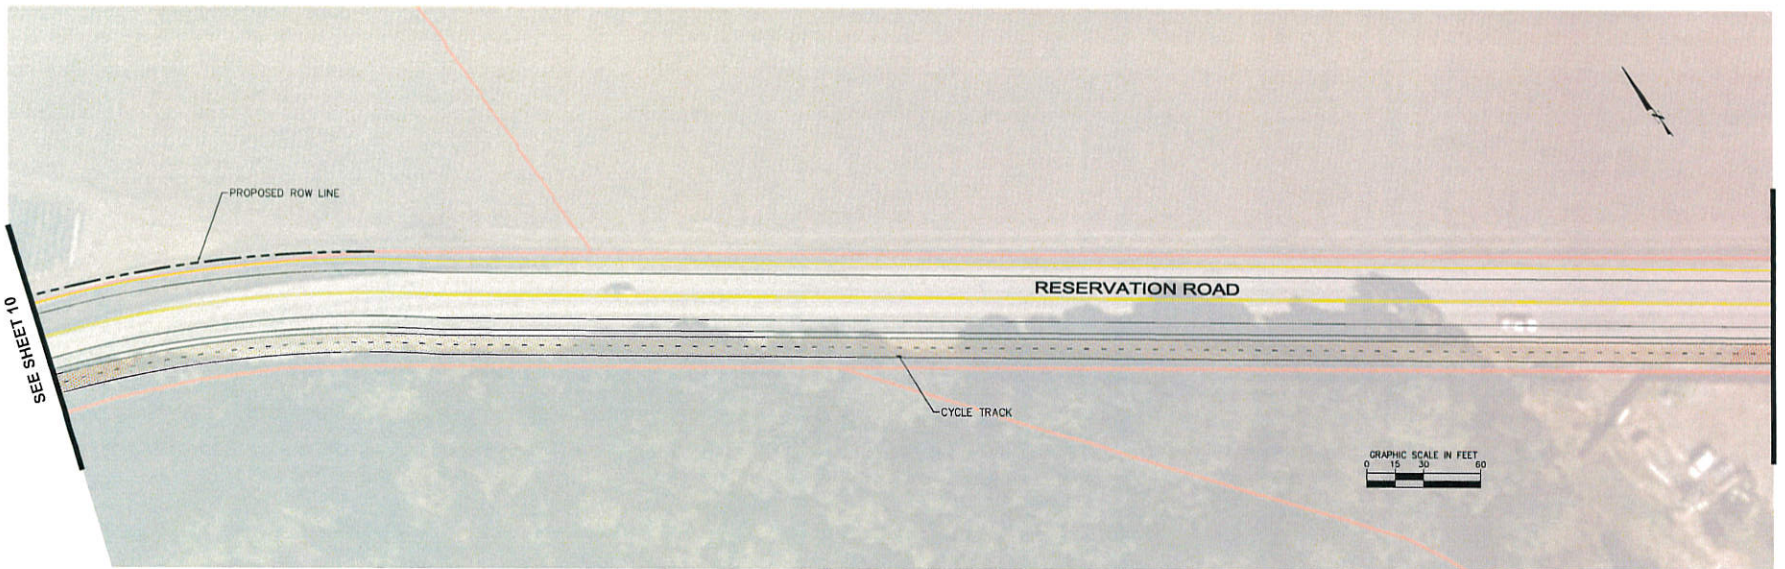 PROPOSED ROW LINE
RESERVATION ROAD
SEE SHEET 10
CYCLE TRACK
GRAPHIC SCALE IN FEET
0 15 30 60